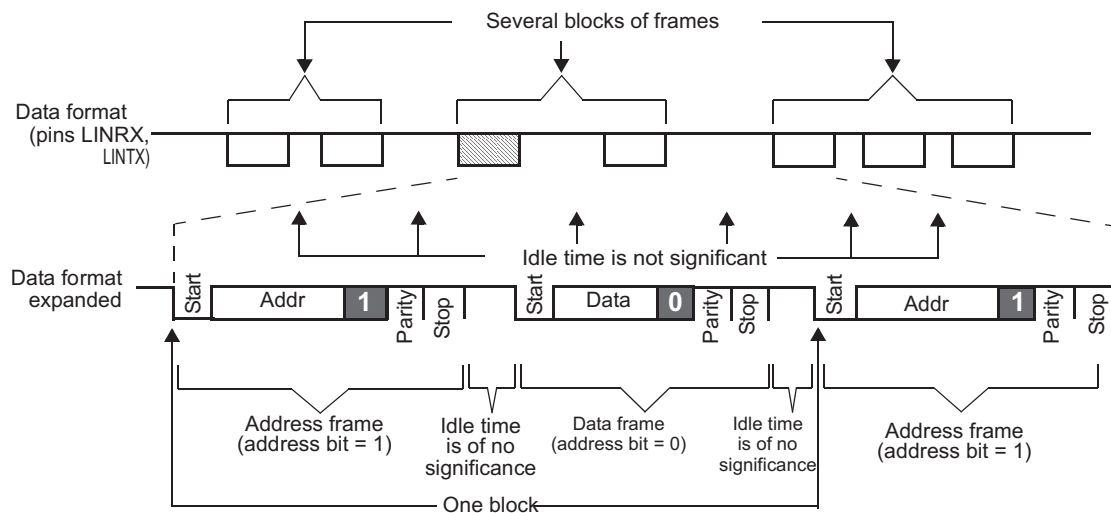 Several blocks of frames
Data format
(pins LINRX,
LINTX)
Idle time is not significant
Data format
expanded
Start
Addr
1
Parity
Stop
Start
Data
0
Parity
Stop
Start
Addr
1
Parity
Stop
Address frame
(address bit = 1)
Idle time
is of no
significance
Data frame
(address bit = 0)
Idle time
is of no
significance
Address frame
(address bit = 1)
One block